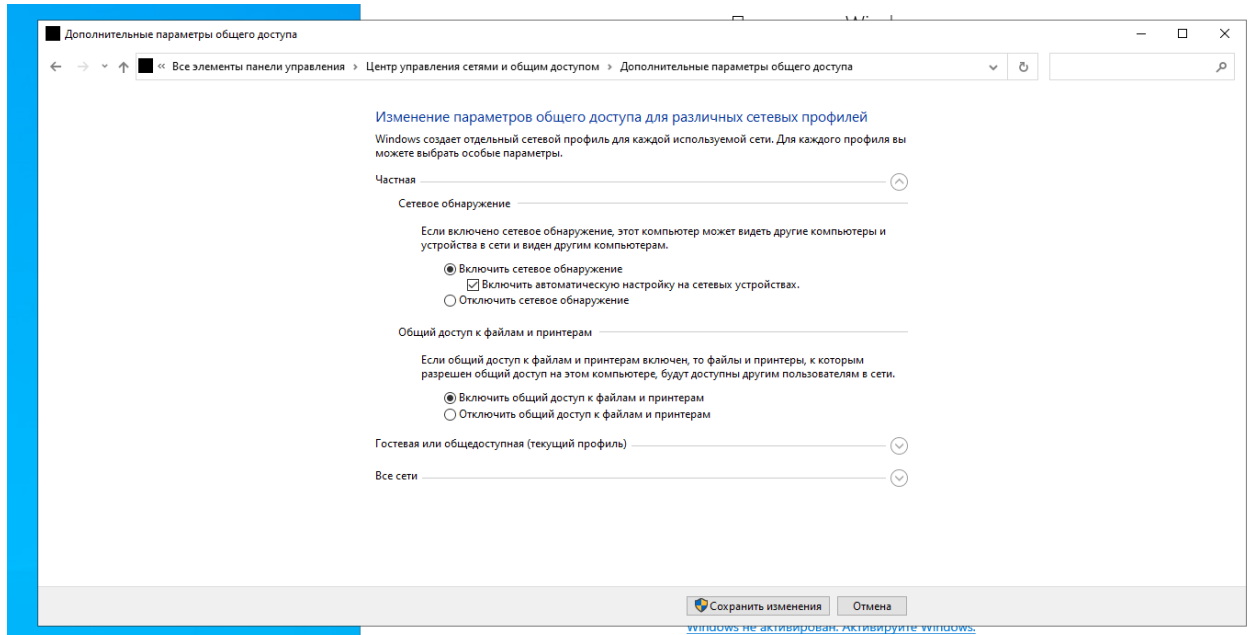 Дополнительные параметры общего доступа
« Все элементы панели управления > Центр управления сетями и общим доступом > Дополнительные параметры общего доступа
Изменение параметров общего доступа для различных сетевых профилей
Windows создает отдельный сетевой профиль для каждой используемой сети. Для каждого профиля вы
можете выбрать особые параметры.
Частная
Сетевое обнаружение
Если включено сетевое обнаружение, этот компьютер может видеть другие компьютеры и
устройства в сети и виден другим компьютерам.
Включить сетевое обнаружение
Включить автоматическую настройку на сетевых устройствах.
Отключить сетевое обнаружение
Общий доступ к файлам и принтерам
Если общий доступ к файлам и принтерам включен, то файлы и принтеры, к которым
разрешен общий доступ на этом компьютере, будут доступны другим пользователям в сети.
Включить общий доступ к файлам и принтерам
Отключить общий доступ к файлам и принтерам
Гостевая или общедоступная (текущий профиль)
Все сети
Сохранить изменения Отмена
Windows не активирован. Активируйте Windows.